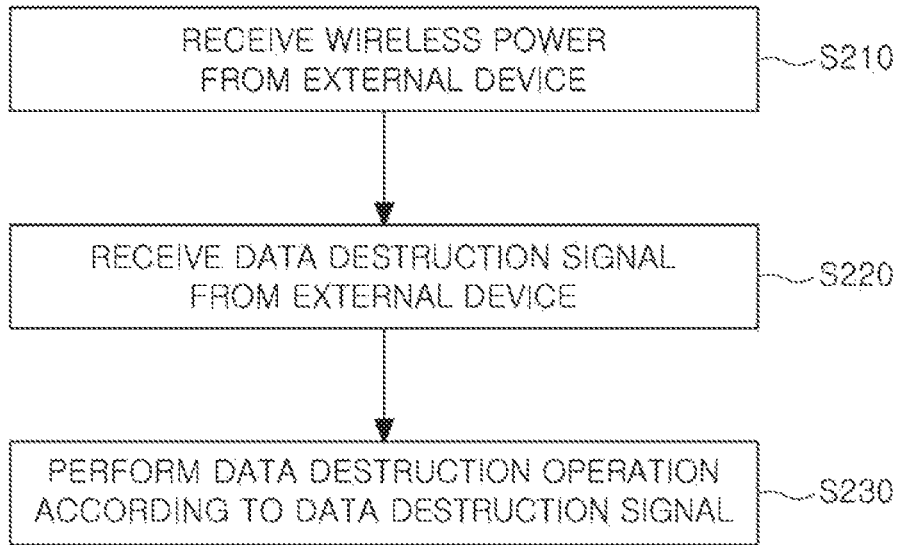 RECEIVE WIRELESS POWER
FROM EXTERNAL DEVICE
S210
RECEIVE DATA DESTRUCTION SIGNAL
FROM EXTERNAL DEVICE
S220
PERFORM DATA DESTRUCTION OPERATION
ACCORDING TO DATA DESTRUCTION SIGNAL
S230